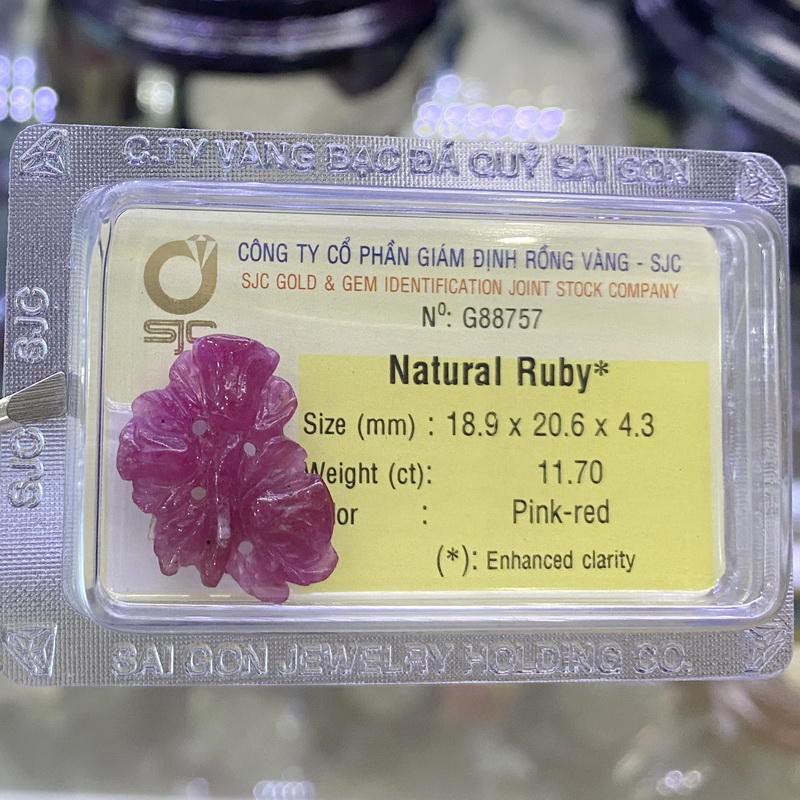 C.TY VÀNG BẠC ĐÁ QUÝ SÀI GÒN
SJC
SJC
CÔNG TY CỔ PHẦN GIÁM ĐỊNH RỒNG VÀNG - SJC
SJC GOLD & GEM IDENTIFICATION JOINT STOCK COMPANY
Nº: G88757
SJC
Natural Ruby*
Size (mm) : 18.9 x 20.6 x 4.3
Weight (ct): 11.70
or : Pink-red
(*): Enhanced clarity
SAI GON JEWELRY HOLDING CO.